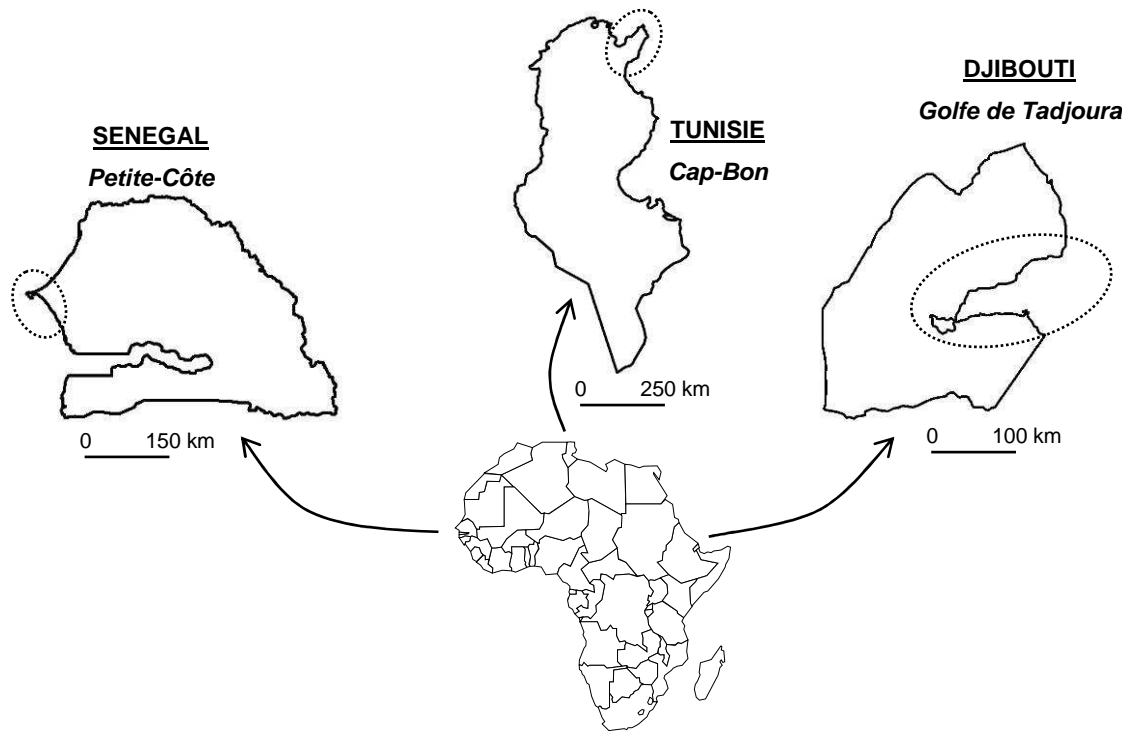 SENEGAL
Petite-Côte
0 150 km
TUNISIE
Cap-Bon
0 250 km
DJIBOUTI
Golfe de Tadjoura
0 100 km